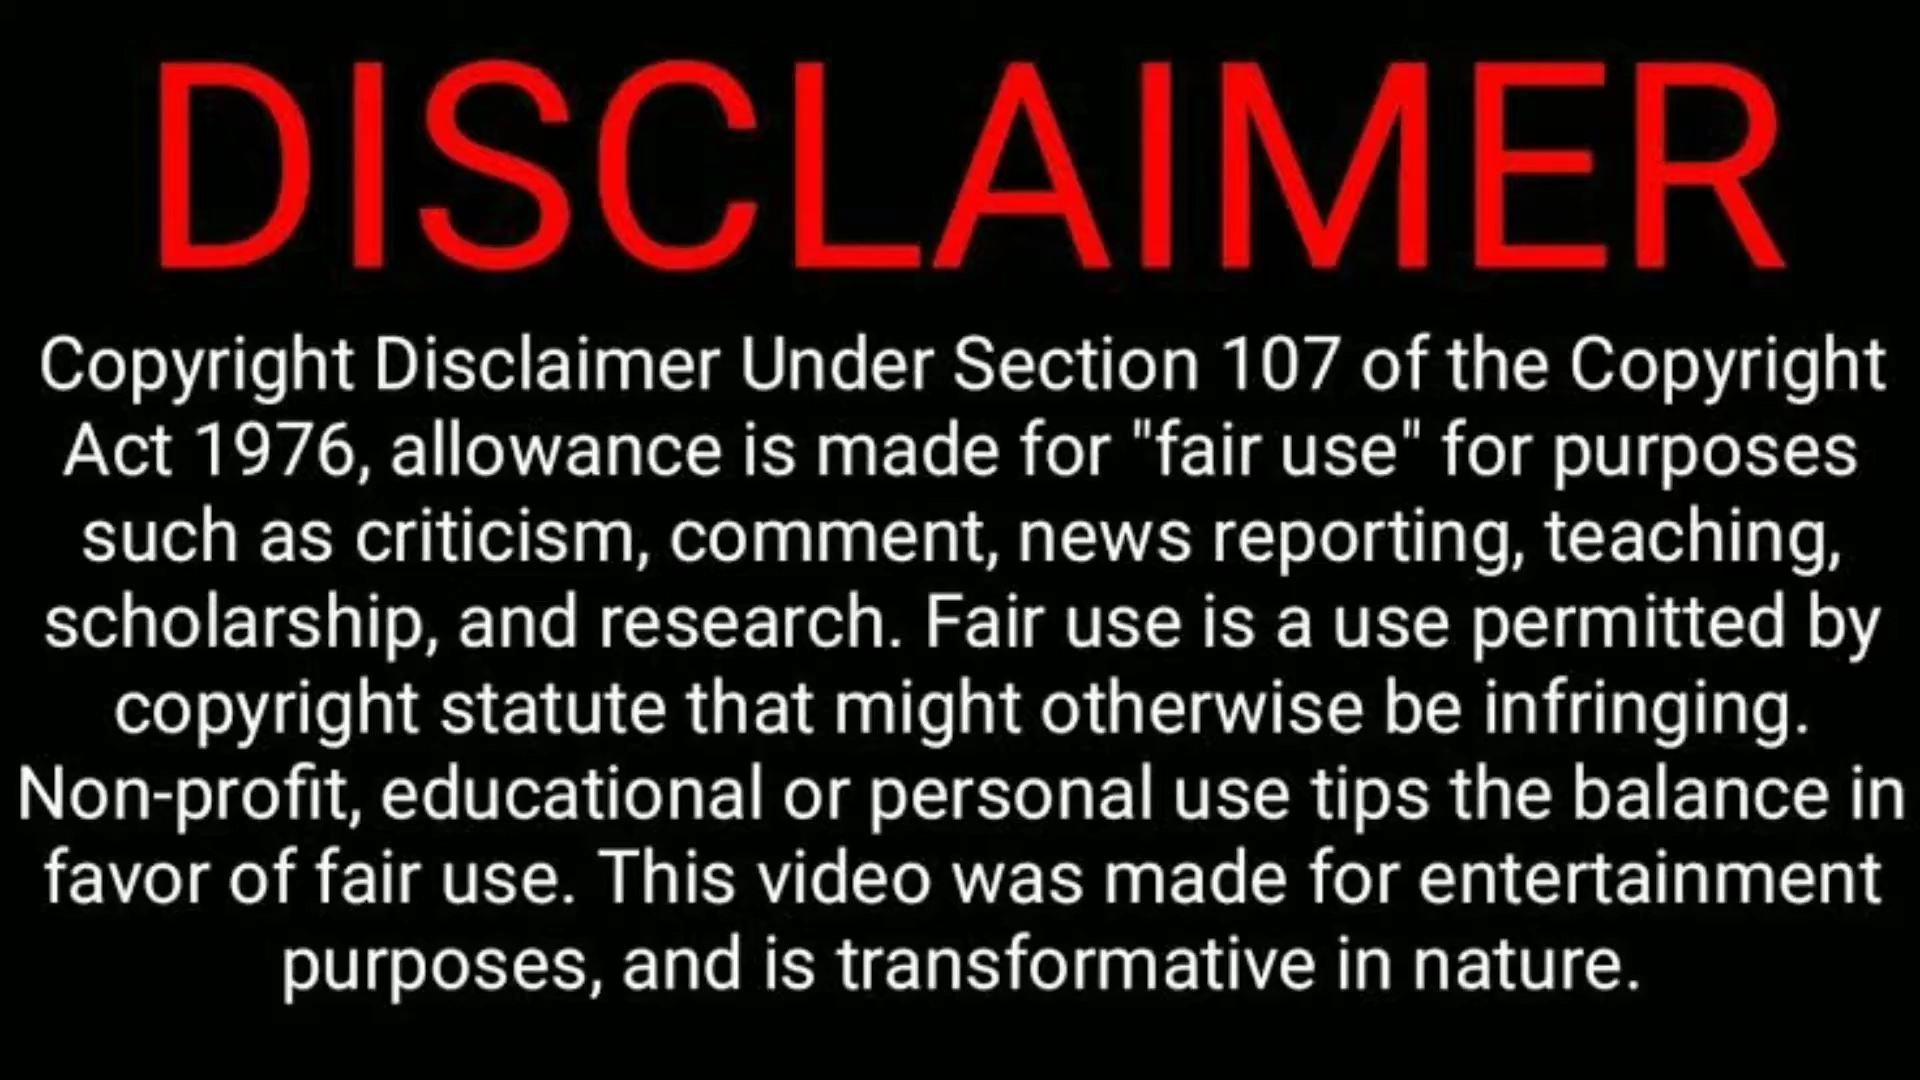 DISCLAIMER
Copyright Disclaimer Under Section 107 of the Copyright
Act 1976, allowance is made for "fair use" for purposes
such as criticism, comment, news reporting, teaching,
scholarship, and research. Fair use is a use permitted by
copyright statute that might otherwise be infringing.
Non-profit, educational or personal use tips the balance in
favor of fair use. This video was made for entertainment
purposes, and is transformative in nature.